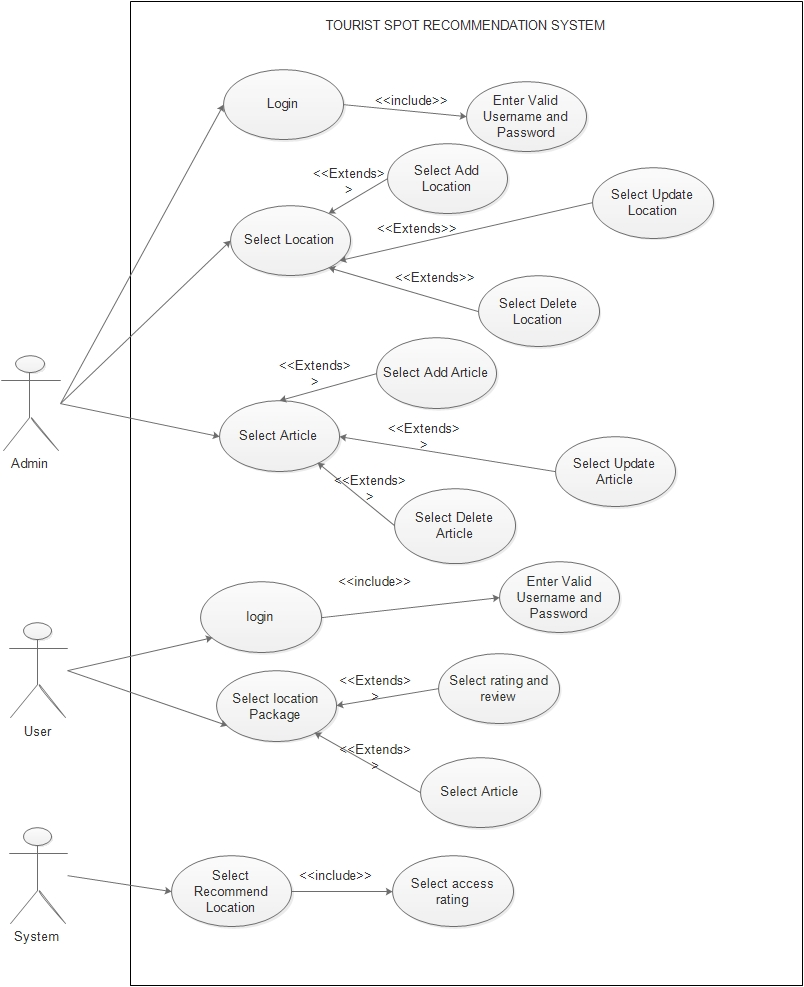 TOURIST SPOT RECOMMENDATION SYSTEM
Login
<<include>>
Enter Valid
Username and
Password
<<Extends>
>
Select Add
Location
Select Update
Location
Select Location
<<Extends>>
<<Extends>>
Select Delete
Location
<<Extends>
>
Select Add Article
Admin
Select Article
<<Extends>
>
Select Update
Article
<<Extends>
>
Select Delete
Article
login
<<include>>
Enter Valid
Username and
Password
User
Select location
Package
<<Extends>
>
Select rating and
review
<<Extends>
>
Select Article
System
Select
Recommend
Location
<<include>>
Select access
rating